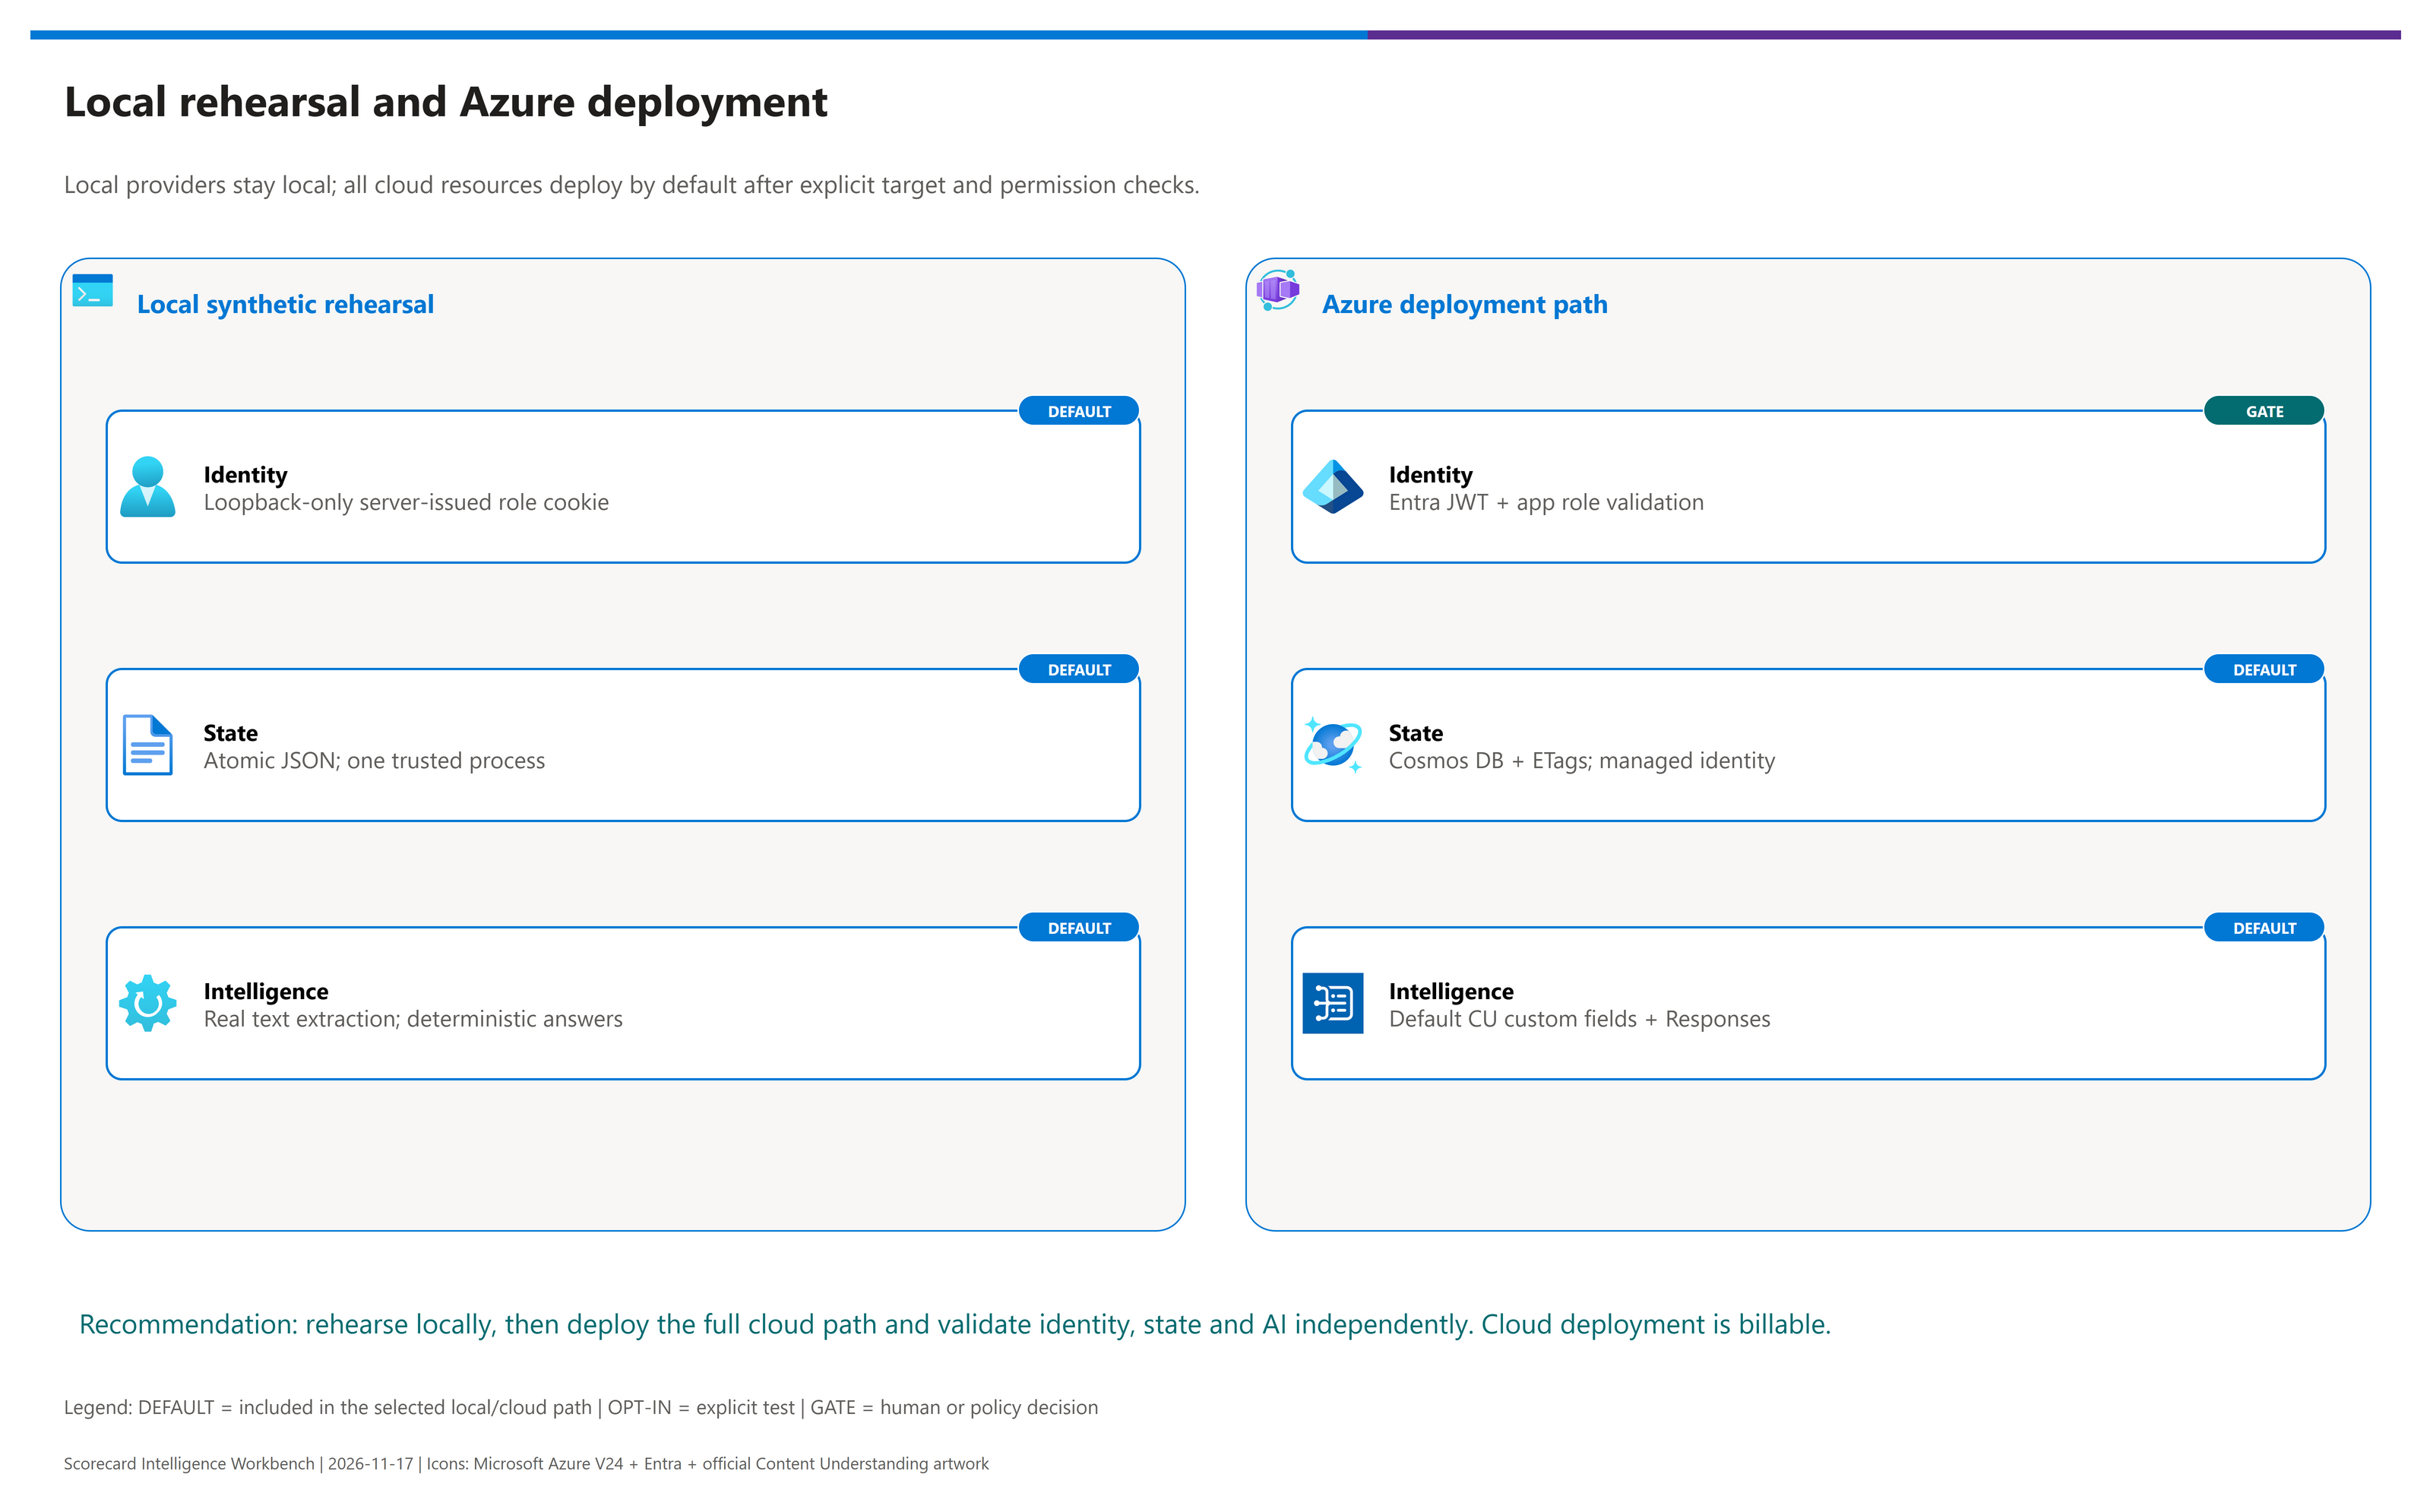 Local rehearsal and Azure deployment
Local providers stay local; all cloud resources deploy by default after explicit target and permission checks.
Local synthetic rehearsal
DEFAULT
Identity
Loopback-only server-issued role cookie
DEFAULT
State
Atomic JSON; one trusted process
DEFAULT
Intelligence
Real text extraction; deterministic answers
Azure deployment path
GATE
Identity
Entra JWT + app role validation
DEFAULT
State
Cosmos DB + ETags; managed identity
DEFAULT
Intelligence
Default CU custom fields + Responses
Recommendation: rehearse locally, then deploy the full cloud path and validate identity, state and AI independently. Cloud deployment is billable.
Legend: DEFAULT = included in the selected local/cloud path | OPT-IN = explicit test | GATE = human or policy decision
Scorecard Intelligence Workbench | 2026-11-17 | Icons: Microsoft Azure V24 + Entra + official Content Understanding artwork